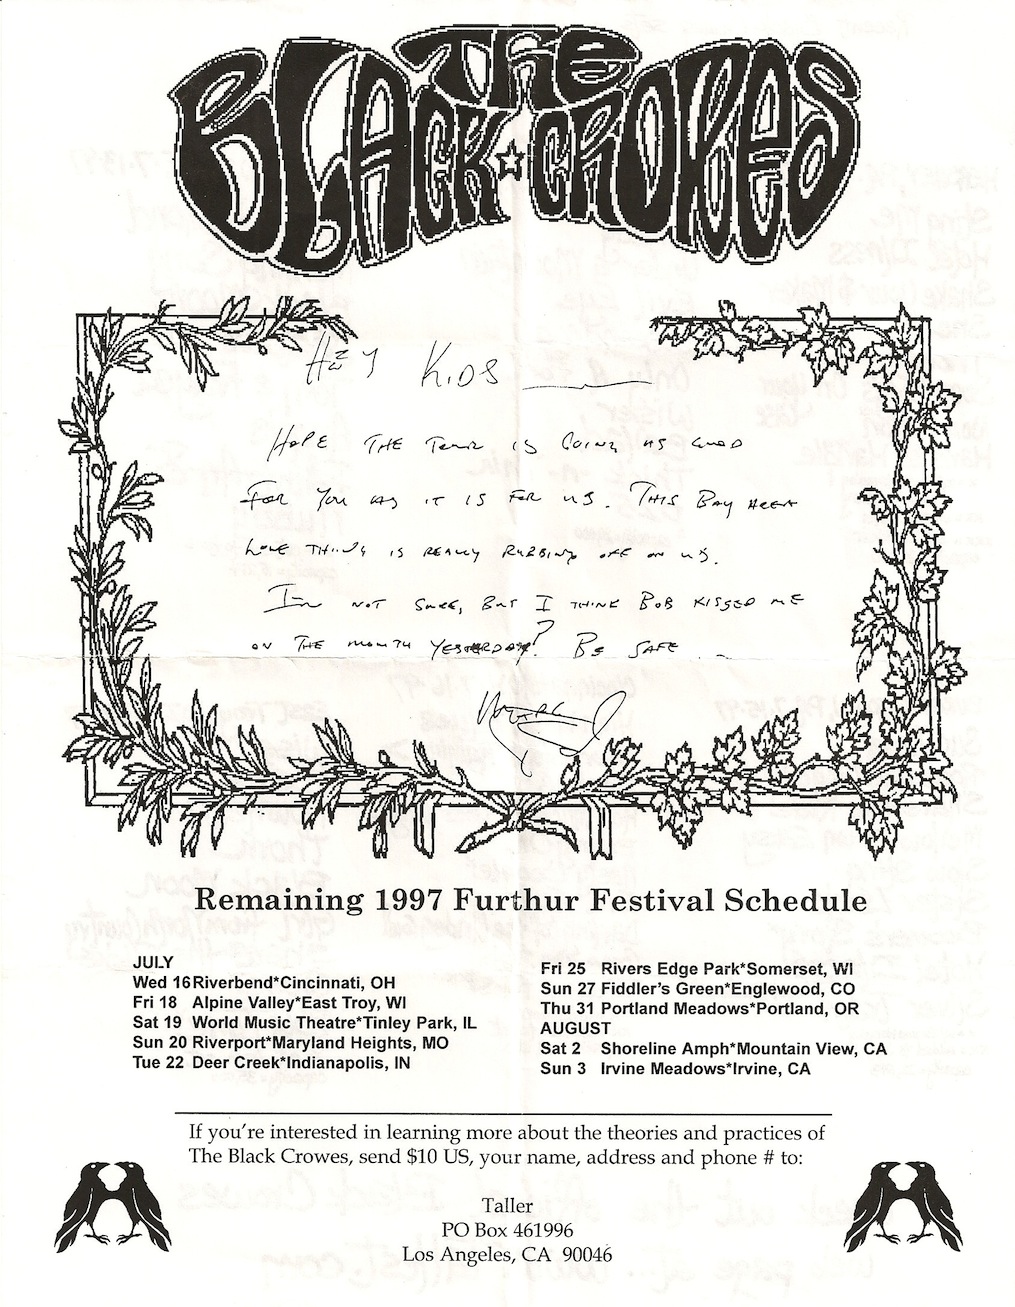 THE
BLACK CROWES
HEY KIDS
HOPE THE TOUR IS GOING AS GOOD
FOR YOU AS IT IS FOR US. THIS BAY AREA
LOVE THING IS REALLY RUBBING OFF ON US.
I'm NOT SURE, BUT I THINK BOB KISSED ME
ON THE MOUTH YESTERDAY? BE SAFE...
Remaining 1997 Furthur Festival Schedule
JULY
Wed 16 Riverbend*Cincinnati, OH
Fri 18 Alpine Valley*East Troy, WI
Sat 19 World Music Theatre*Tinley Park, IL
Sun 20 Riverport*Maryland Heights, MO
Tue 22 Deer Creek*Indianapolis, IN
Fri 25 Rivers Edge Park*Somerset, WI
Sun 27 Fiddler's Green*Englewood, CO
Thu 31 Portland Meadows*Portland, OR
AUGUST
Sat 2 Shoreline Amph*Mountain View, CA
Sun 3 Irvine Meadows*Irvine, CA
If you're interested in learning more about the theories and practices of
The Black Crowes, send $10 US, your name, address and phone # to:
Taller
PO Box 461996
Los Angeles, CA 90046